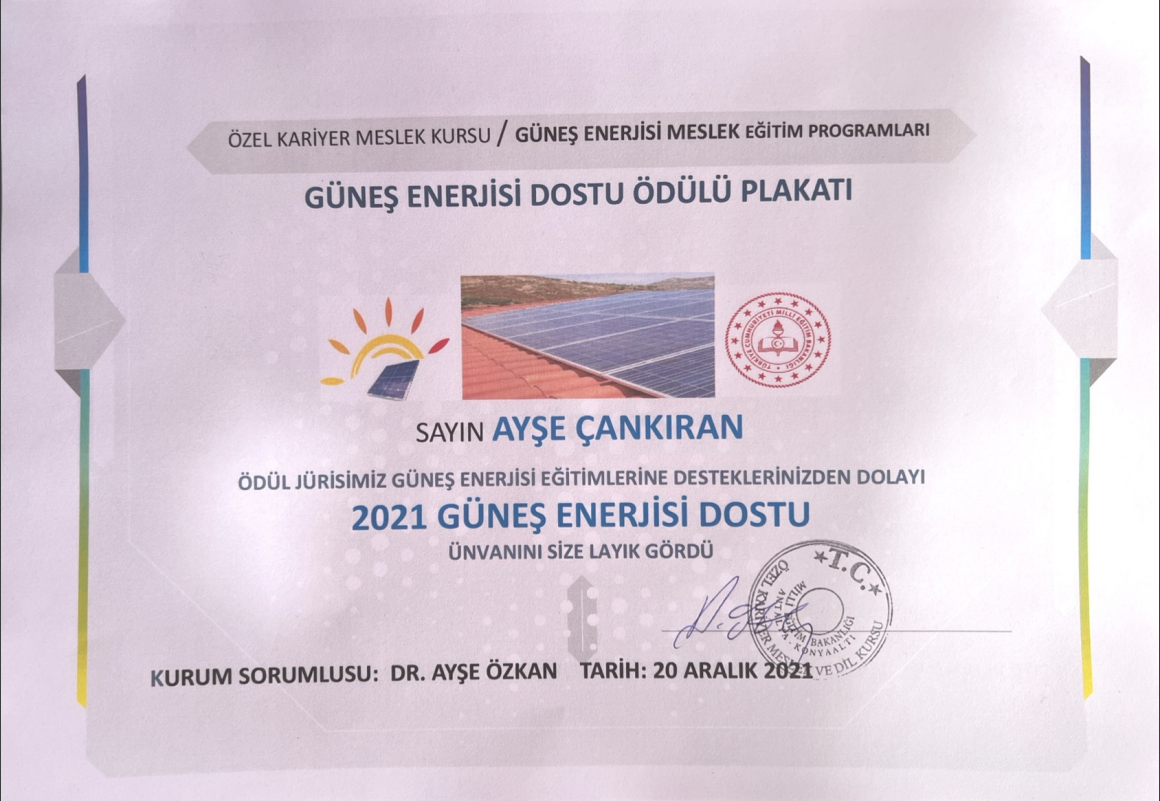 ÖZEL KARİYER MESLEK KURSU / GÜNEŞ ENERJİSİ MESLEK EĞİTİM PROGRAMLARI
GÜNEŞ ENERJİSİ DOSTU ÖDÜLÜ PLAKATI
TÜRKİYE CUMHURİYETİ MİLLÎ EĞİTİM BAKANLIĞI
SAYIN AYŞE ÇANKIRAN
ÖDÜL JÜRİSİMİZ GÜNEŞ ENERJİSİ EĞİTİMLERİNE DESTEKLERİNİZDEN DOLAYI
2021 GÜNEŞ ENERJİSİ DOSTU
ÜNVANINI SİZE LAYIK GÖRDÜ
T.C.
MİLLİ EĞİTİM BAKANLIĞI
ANTALYA - KONYAALTI
ÖZEL KARİYER MESLEK VE DİL KURSU
KURUM SORUMLUSU: DR. AYŞE ÖZKAN TARİH: 20 ARALIK 2021